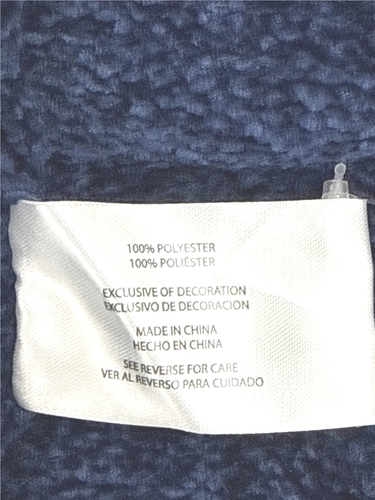 100% POLYESTER
100% POLIÉSTER
EXCLUSIVE OF DECORATION
EXCLUSIVO DE DECORACION
MADE IN CHINA
HECHO EN CHINA
SEE REVERSE FOR CARE
VER AL REVERSO PARA CUIDADO